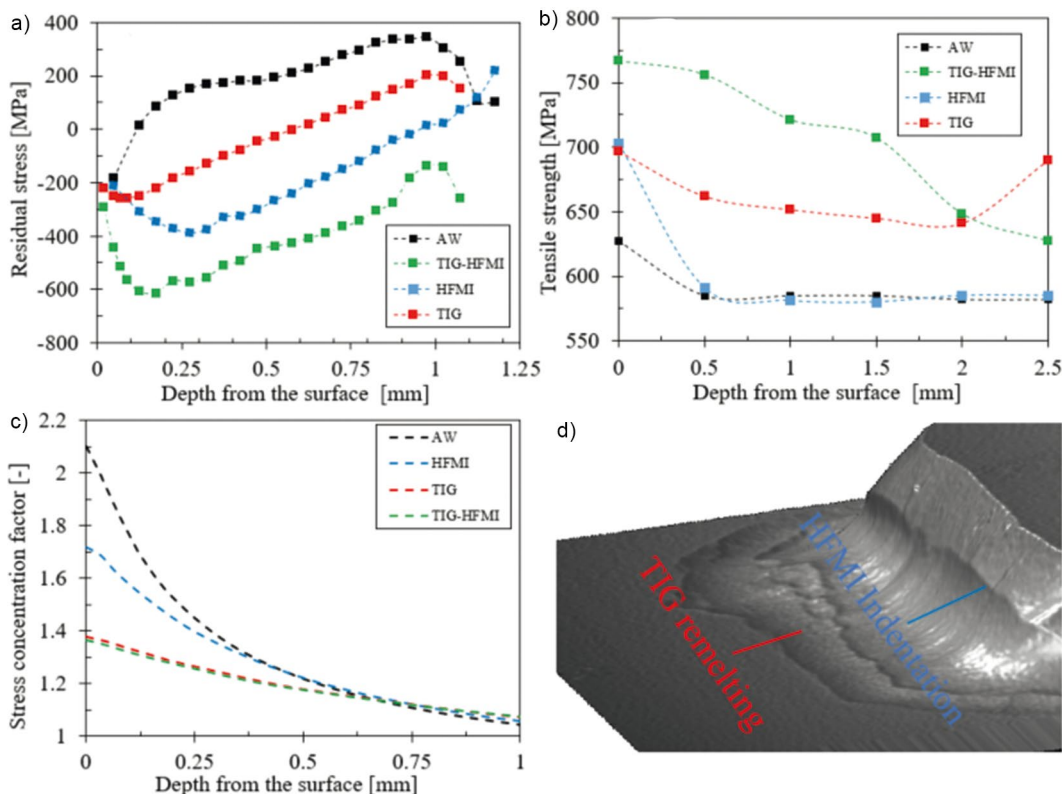 a)
400
200
0
-200
-400
-600
-800
Residual stress [MPa]
0
0.25
0.5
0.75
1
1.25
Depth from the surface [mm]
AW
TIG-HFMI
HFMI
TIG
b)
800
750
700
650
600
550
Tensile strength [MPa]
0
0.5
1
1.5
2
2.5
Depth from the surface [mm]
AW
TIG-HFMI
HFMI
TIG
c)
2.2
2
1.8
1.6
1.4
1.2
1
Stress concentration factor [-]
0
0.25
0.5
0.75
1
Depth from the surface [mm]
AW
HFMI
TIG
TIG-HFMI
d)
TIG remelting
HFMI Indentation